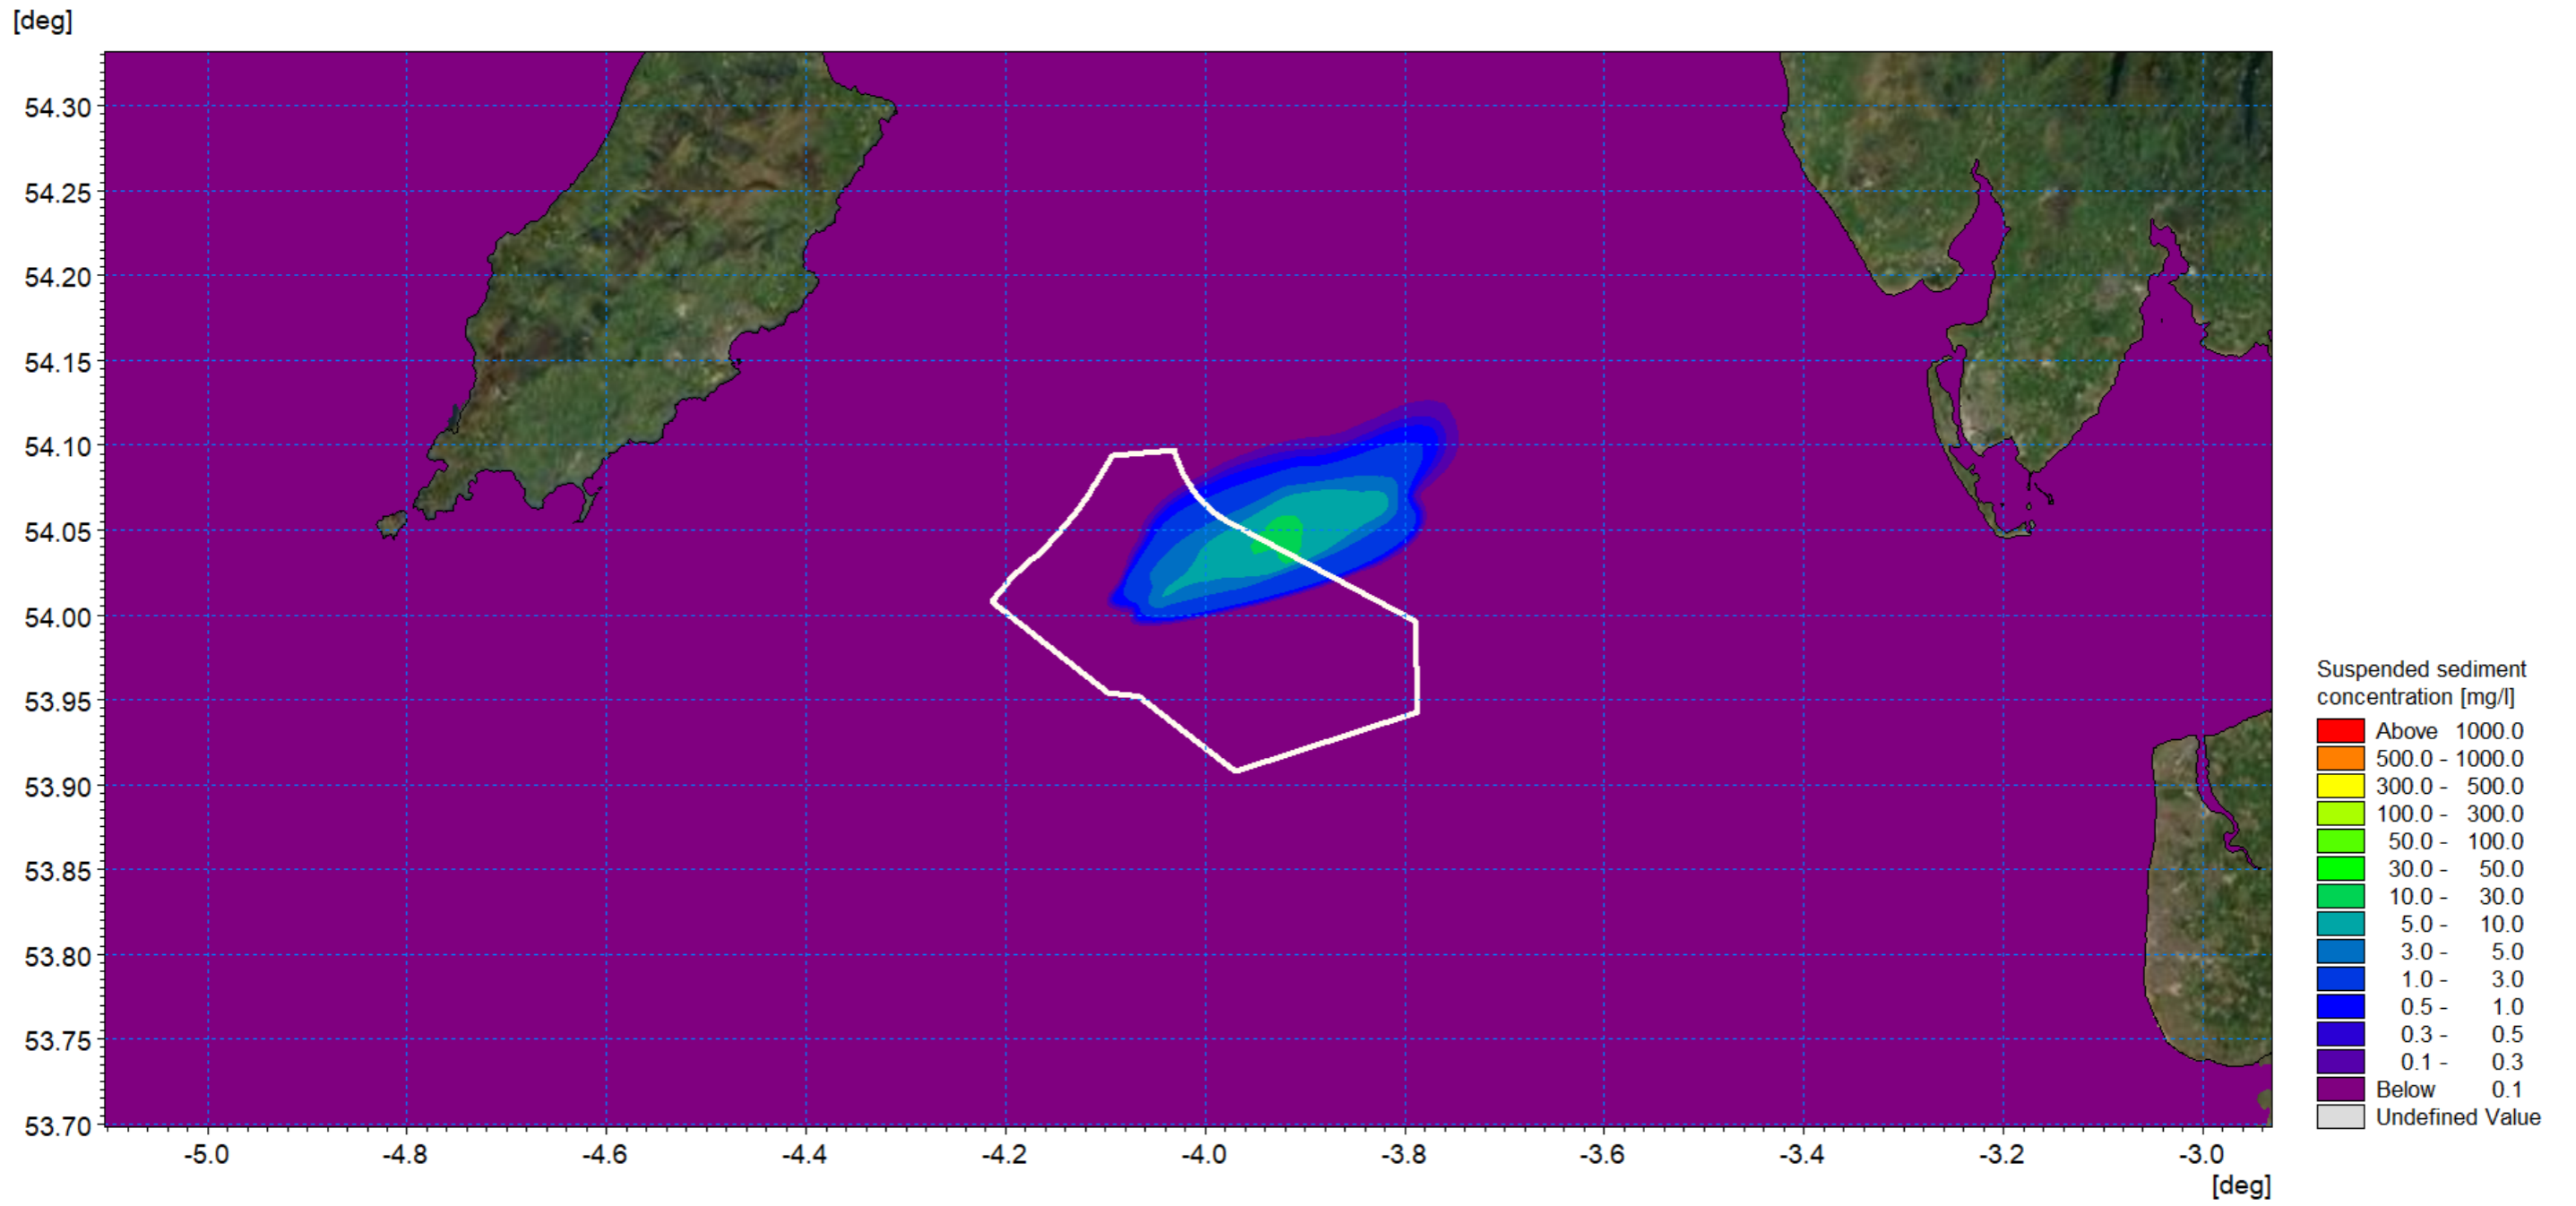 [deg]
54.30
54.25
54.20
54.15
54.10
54.05
54.00
53.95
53.90
53.85
53.80
53.75
53.70
-5.0 -4.8 -4.6 -4.4 -4.2 -4.0 -3.8 -3.6 -3.4 -3.2 -3.0
[deg]
Suspended sediment
concentration [mg/l]
Above 1000.0
500.0 - 1000.0
300.0 - 500.0
100.0 - 300.0
50.0 - 100.0
30.0 - 50.0
10.0 - 30.0
5.0 - 10.0
3.0 - 5.0
1.0 - 3.0
0.5 - 1.0
0.3 - 0.5
0.1 - 0.3
Below 0.1
Undefined Value